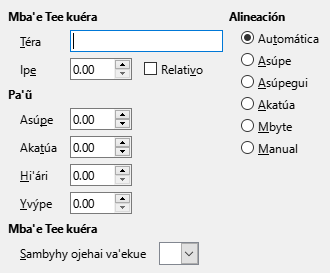 Mba'e Tee kuéra
Téra
Ipe 0.00 Relativo
Pa'ũ
Asúpe 0.00
Akatúa 0.00
Hi'ári 0.00
Yvýpe 0.00
Mba'e Tee kuéra
Sambyhy ojehai va'ekue
Alineación
Automática
Asúpe
Asúpegui
Akatúa
Mbyte
Manual